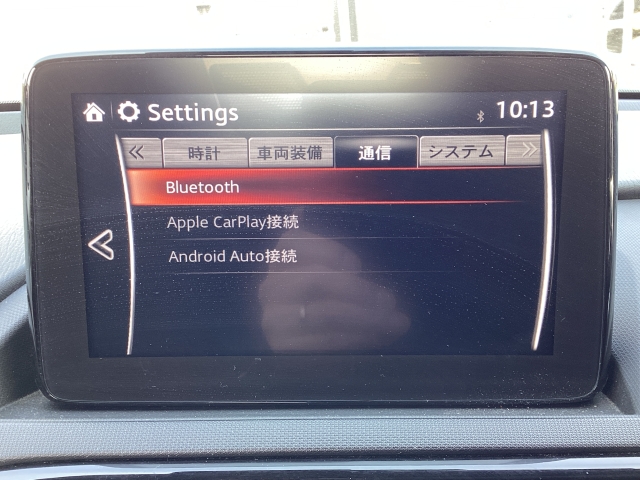 Settings 10:13
時計 車両装備 通信 システム
Bluetooth
Apple CarPlay接続
Android Auto接続